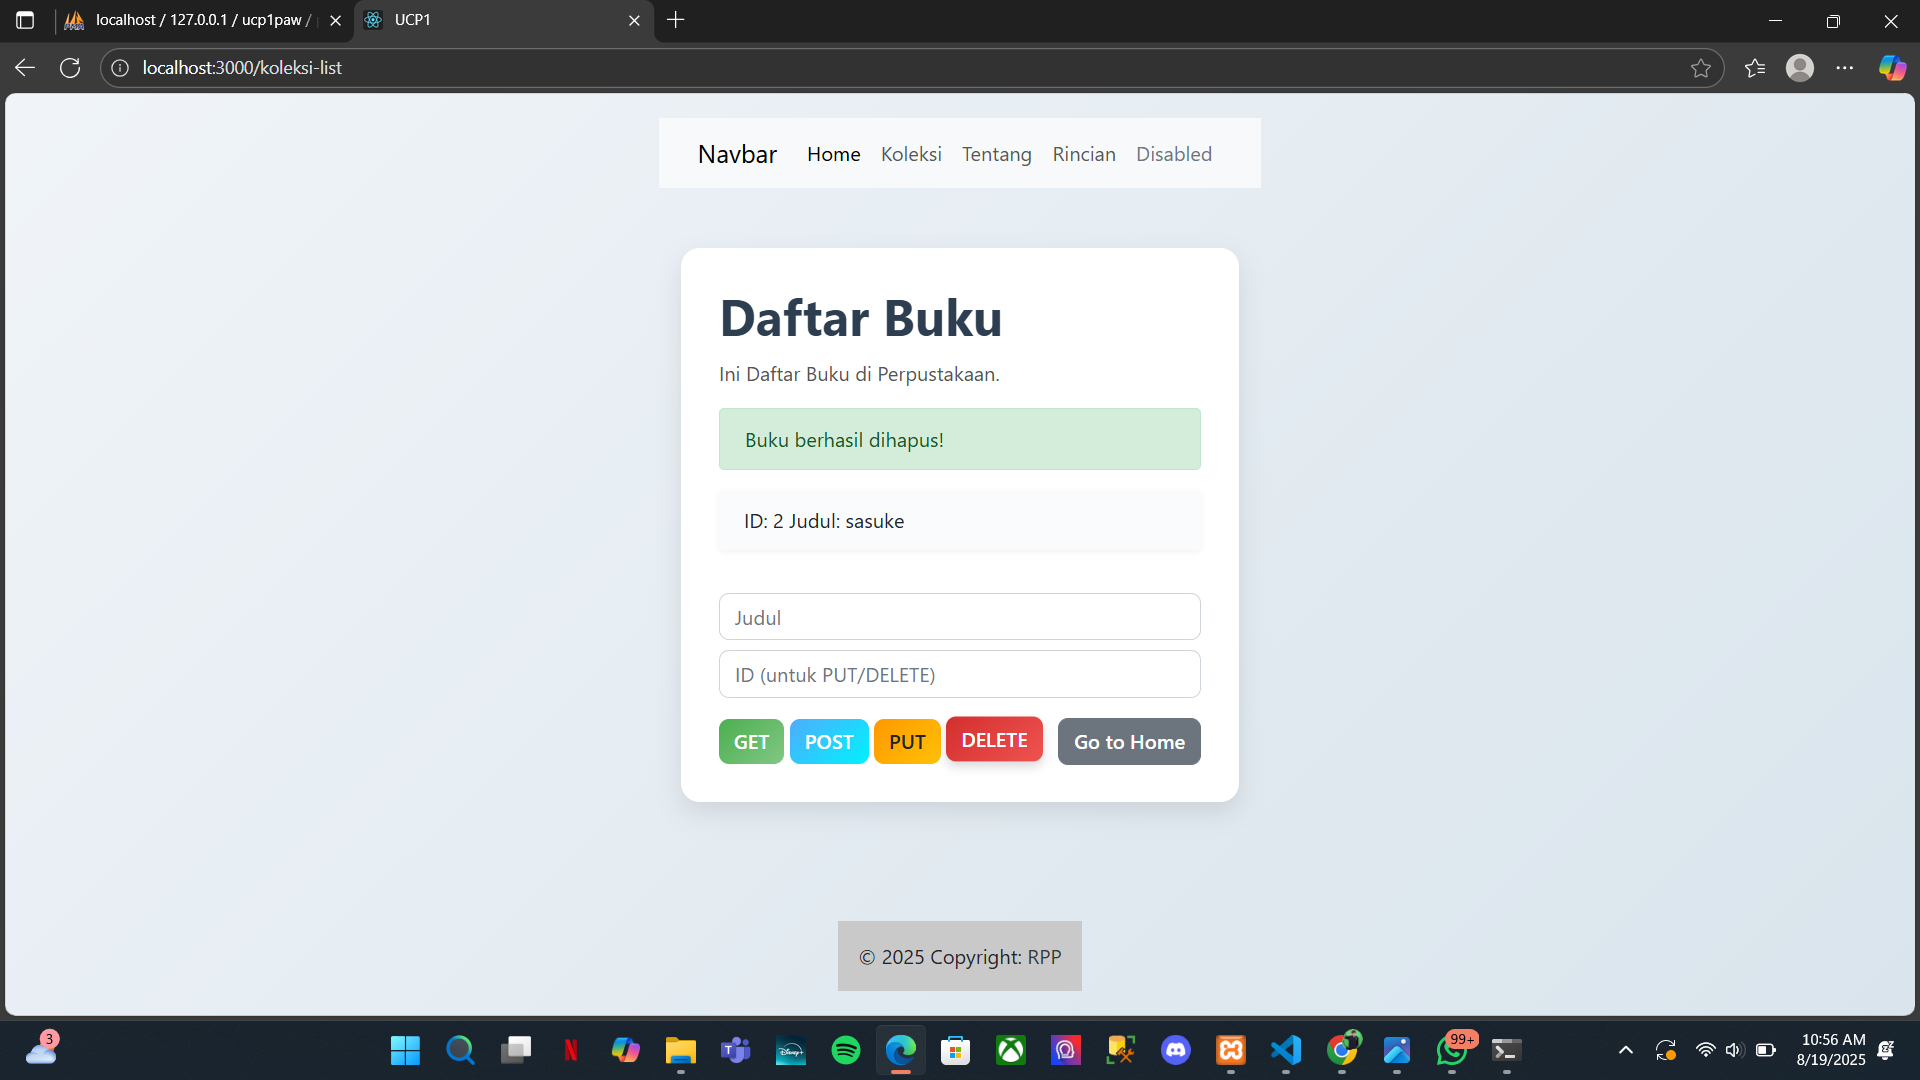 localhost / 127.0.0.1 / ucp1paw /
UCP1
localhost:3000/koleksi-list
Navbar Home Koleksi Tentang Rincian Disabled
Daftar Buku
Ini Daftar Buku di Perpustakaan.
Buku berhasil dihapus!
ID: 2 Judul: sasuke
Judul
ID (untuk PUT/DELETE)
GET POST PUT DELETE Go to Home
© 2025 Copyright: RPP
3
99+
10:56 AM
8/19/2025